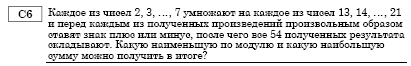 С6
Каждое из чисел 2, 3, ..., 7 умножают на каждое из чисел 13, 14, ..., 21
и перед каждым из полученных произведений произвольным образом
ставят знак плюс или минус, после чего все 54 полученных результата
складывают. Какую наименьшую по модулю и какую наибольшую
сумму можно получить в итоге?